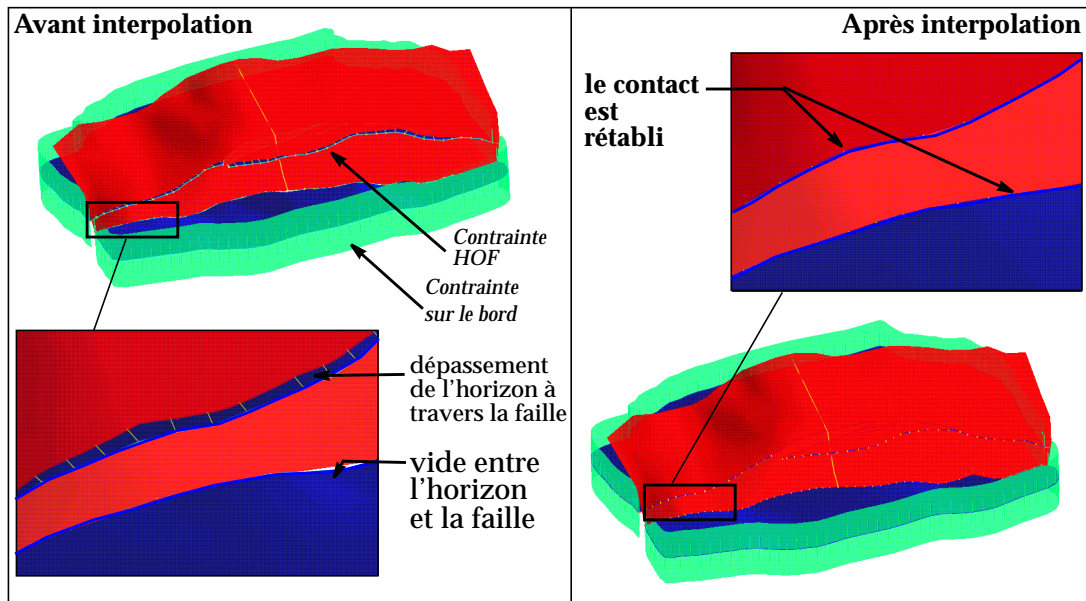 Avant interpolation
Contrainte
HOF
Contrainte
sur le bord
dépassement
de l'horizon à
travers la faille
vide entre
l'horizon
et la faille
Après interpolation
le contact
est
rétabli